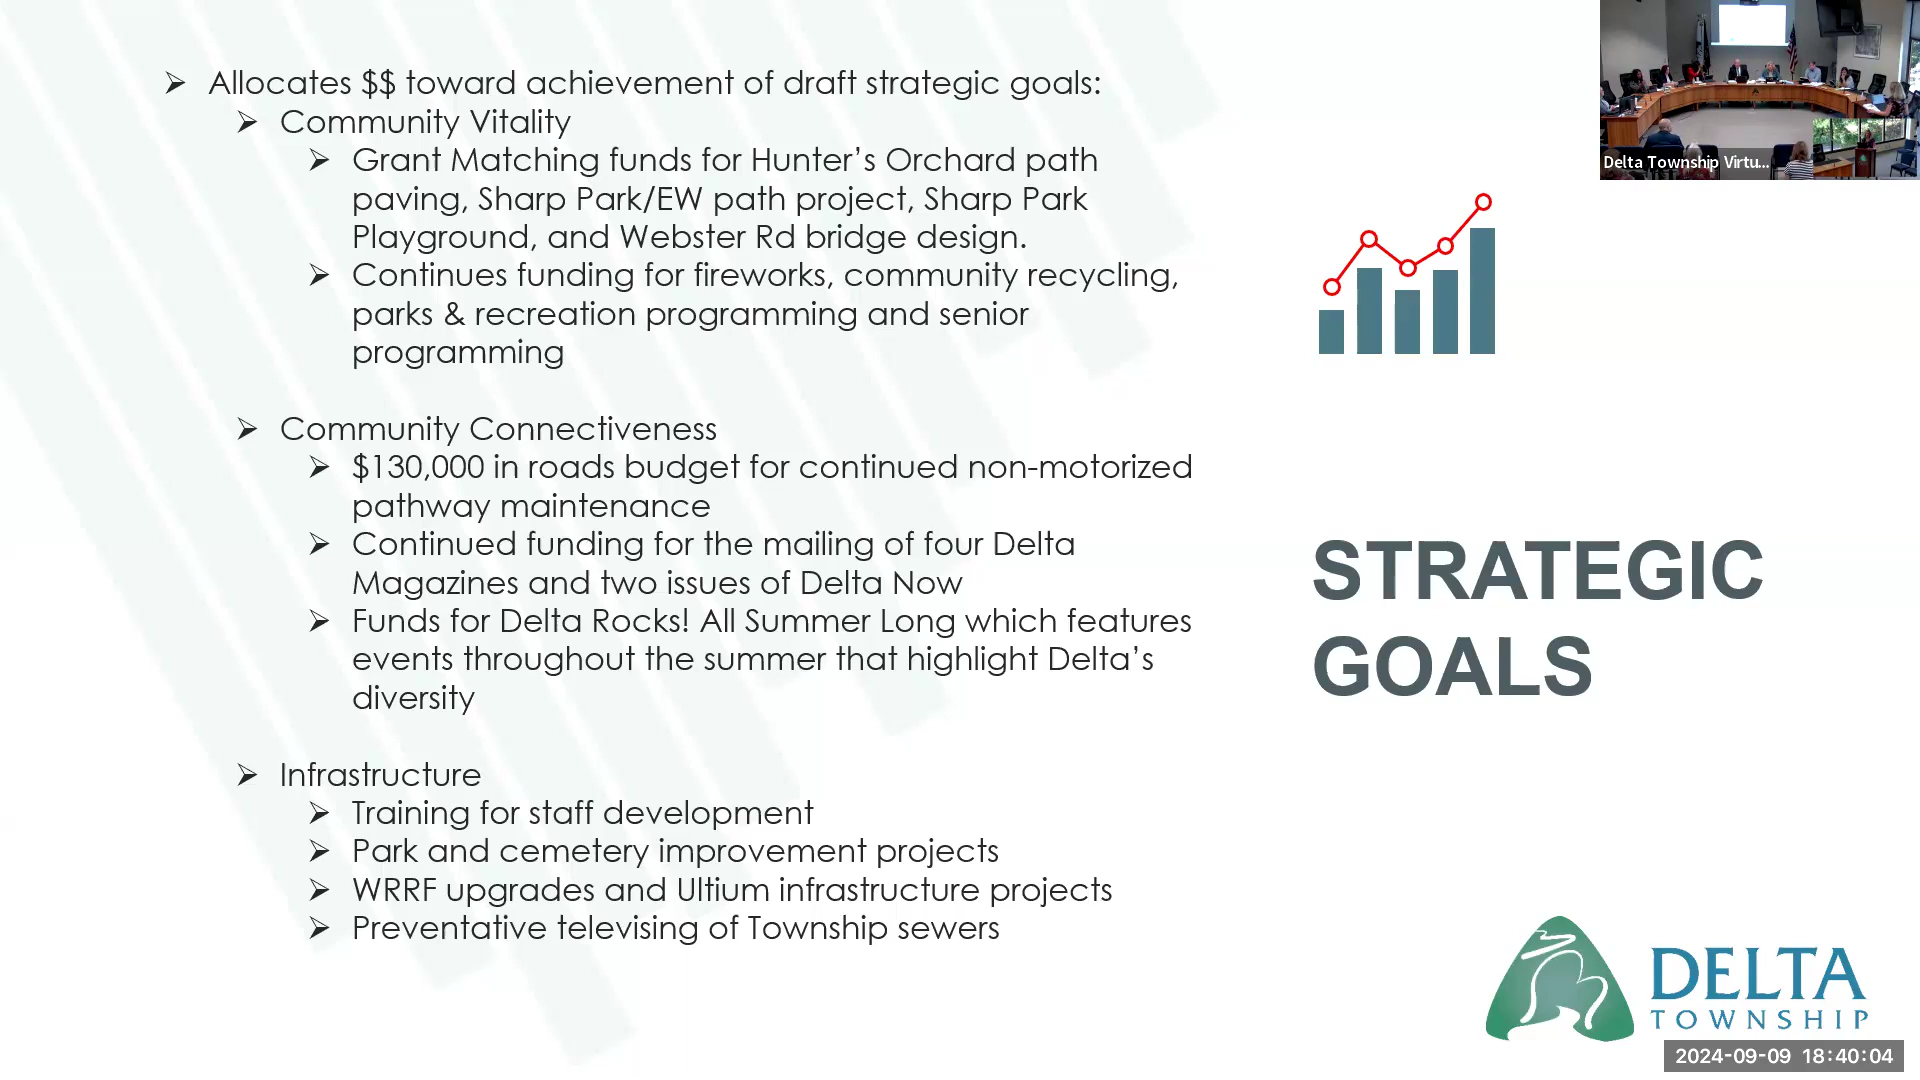 Allocates $$ toward achievement of draft strategic goals:
Community Vitality
Grant Matching funds for Hunter’s Orchard path
paving, Sharp Park/EW path project, Sharp Park
Playground, and Webster Rd bridge design.
Continues funding for fireworks, community recycling,
parks & recreation programming and senior
programming
Community Connectiveness
$130,000 in roads budget for continued non-motorized
pathway maintenance
Continued funding for the mailing of four Delta
Magazines and two issues of Delta Now
Funds for Delta Rocks! All Summer Long which features
events throughout the summer that highlight Delta’s
diversity
Infrastructure
Training for staff development
Park and cemetery improvement projects
WRRF upgrades and Ultium infrastructure projects
Preventative televising of Township sewers
Delta Township Virtu...
STRATEGIC
GOALS
DELTA
TOWNSHIP
2024-09-09 18:40:04